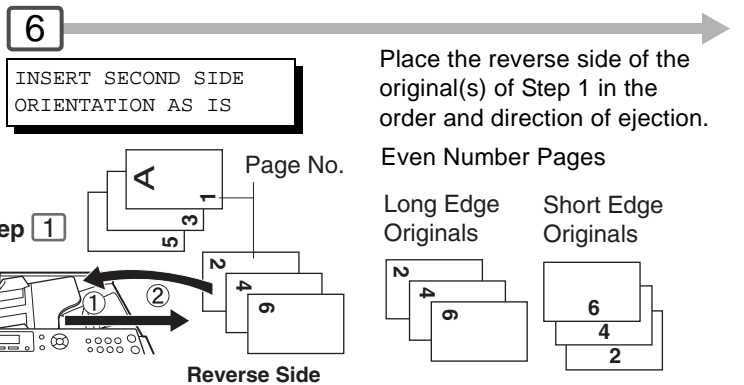 6
INSERT SECOND SIDE
ORIENTATION AS IS
Place the reverse side of the
original(s) of Step 1 in the
order and direction of ejection.
Even Number Pages
Page No.
A
1
3
5
ep 1
2
4
6
① ②
Reverse Side
Long Edge
Originals
2
4
6
Short Edge
Originals
6
4
2